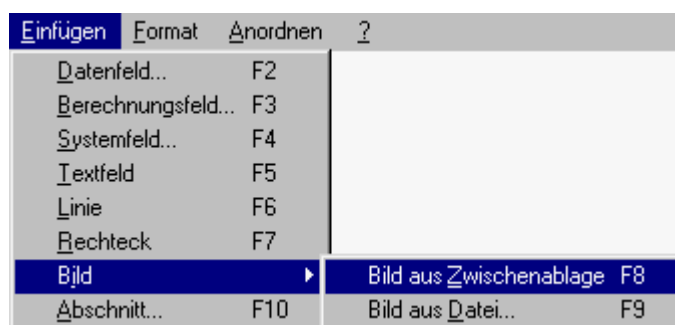 Einfügen Format Anordnen ?
Datenfeld... F2
Berechnungsfeld... F3
Systemfeld... F4
Textfeld F5
Linie F6
Rechteck F7
Bild Bild aus Zwischenablage F8
Abschnitt... F10 Bild aus Datei... F9